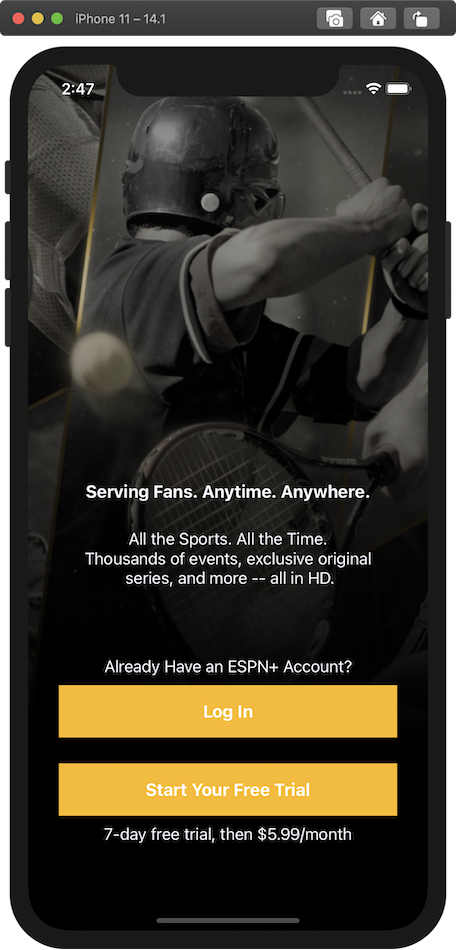 iPhone 11 – 14.1
2:47
Serving Fans. Anytime. Anywhere.
All the Sports. All the Time.
Thousands of events, exclusive original
series, and more -- all in HD.
Already Have an ESPN+ Account?
Log In
Start Your Free Trial
7-day free trial, then $5.99/month